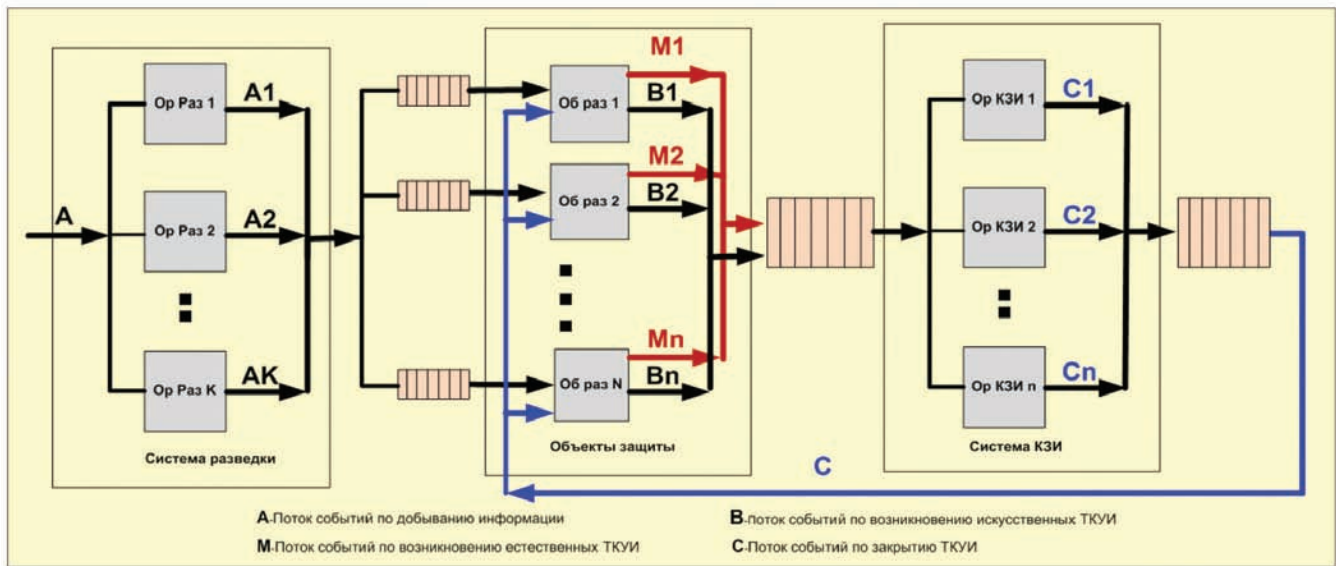 M1
C1
Ор Раз 1
A1
Об раз 1
B1
Ор КЗИ 1
M2
A
Ор Раз 2
A2
Об раз 2
B2
Ор КЗИ 2
C2
Mn
Ор Раз K
AK
Об раз N
Bn
Ор КЗИ n
Cn
Система разведки
Объекты защиты
Система КЗИ
C
A-Поток событий по добыванию информации
B-Поток событий по возникновению искусственных ТКУИ
M-Поток событий по возникновению естественных ТКУИ
C-Поток событий по закрытию ТКУИ